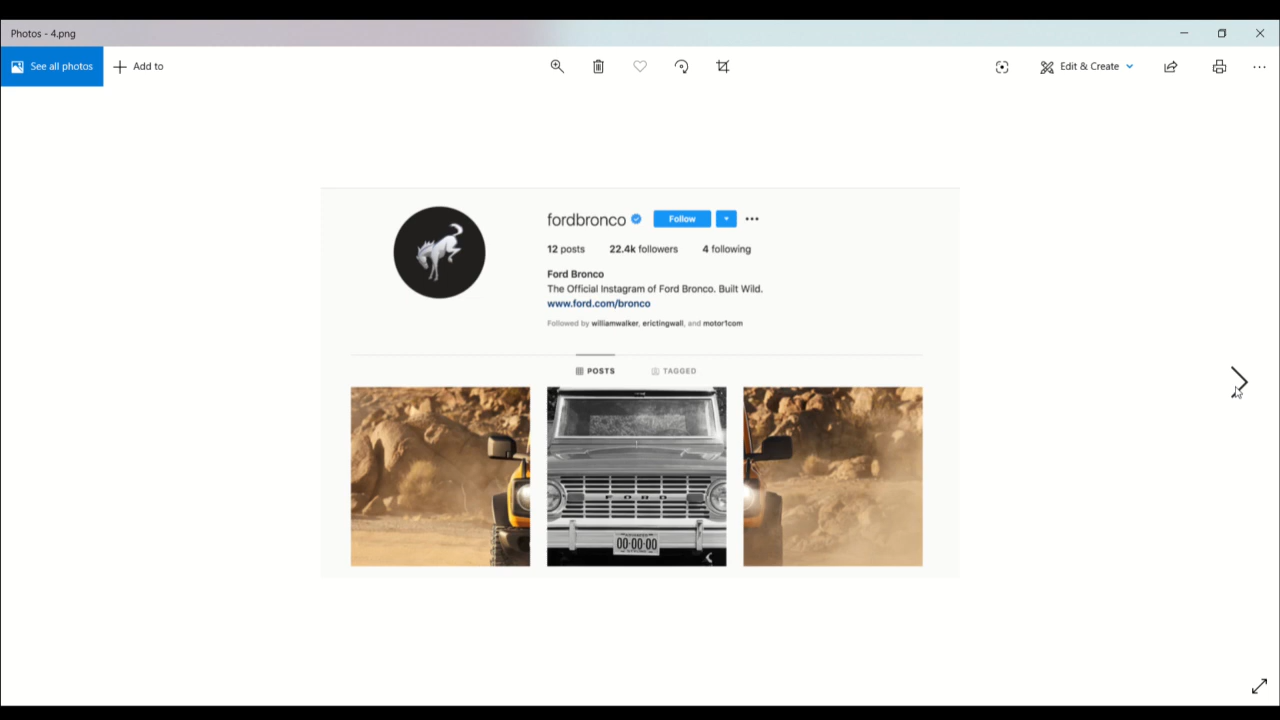 Photos - 4.png
See all photos
Add to
Edit & Create
fordbronco
Follow
12 posts 22.4k followers 4 following
Ford Bronco
The Official Instagram of Ford Bronco. Built Wild.
www.ford.com/bronco
Followed by williamwalker, erictingwall, and motor1com
POSTS TAGGED
FORD
00·00·00